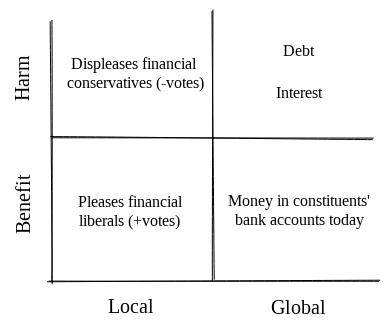 Harm
Displeases financial
conservatives (-votes)
Debt
Interest
Benefit
Pleases financial
liberals (+votes)
Money in constituents'
bank accounts today
Local
Global